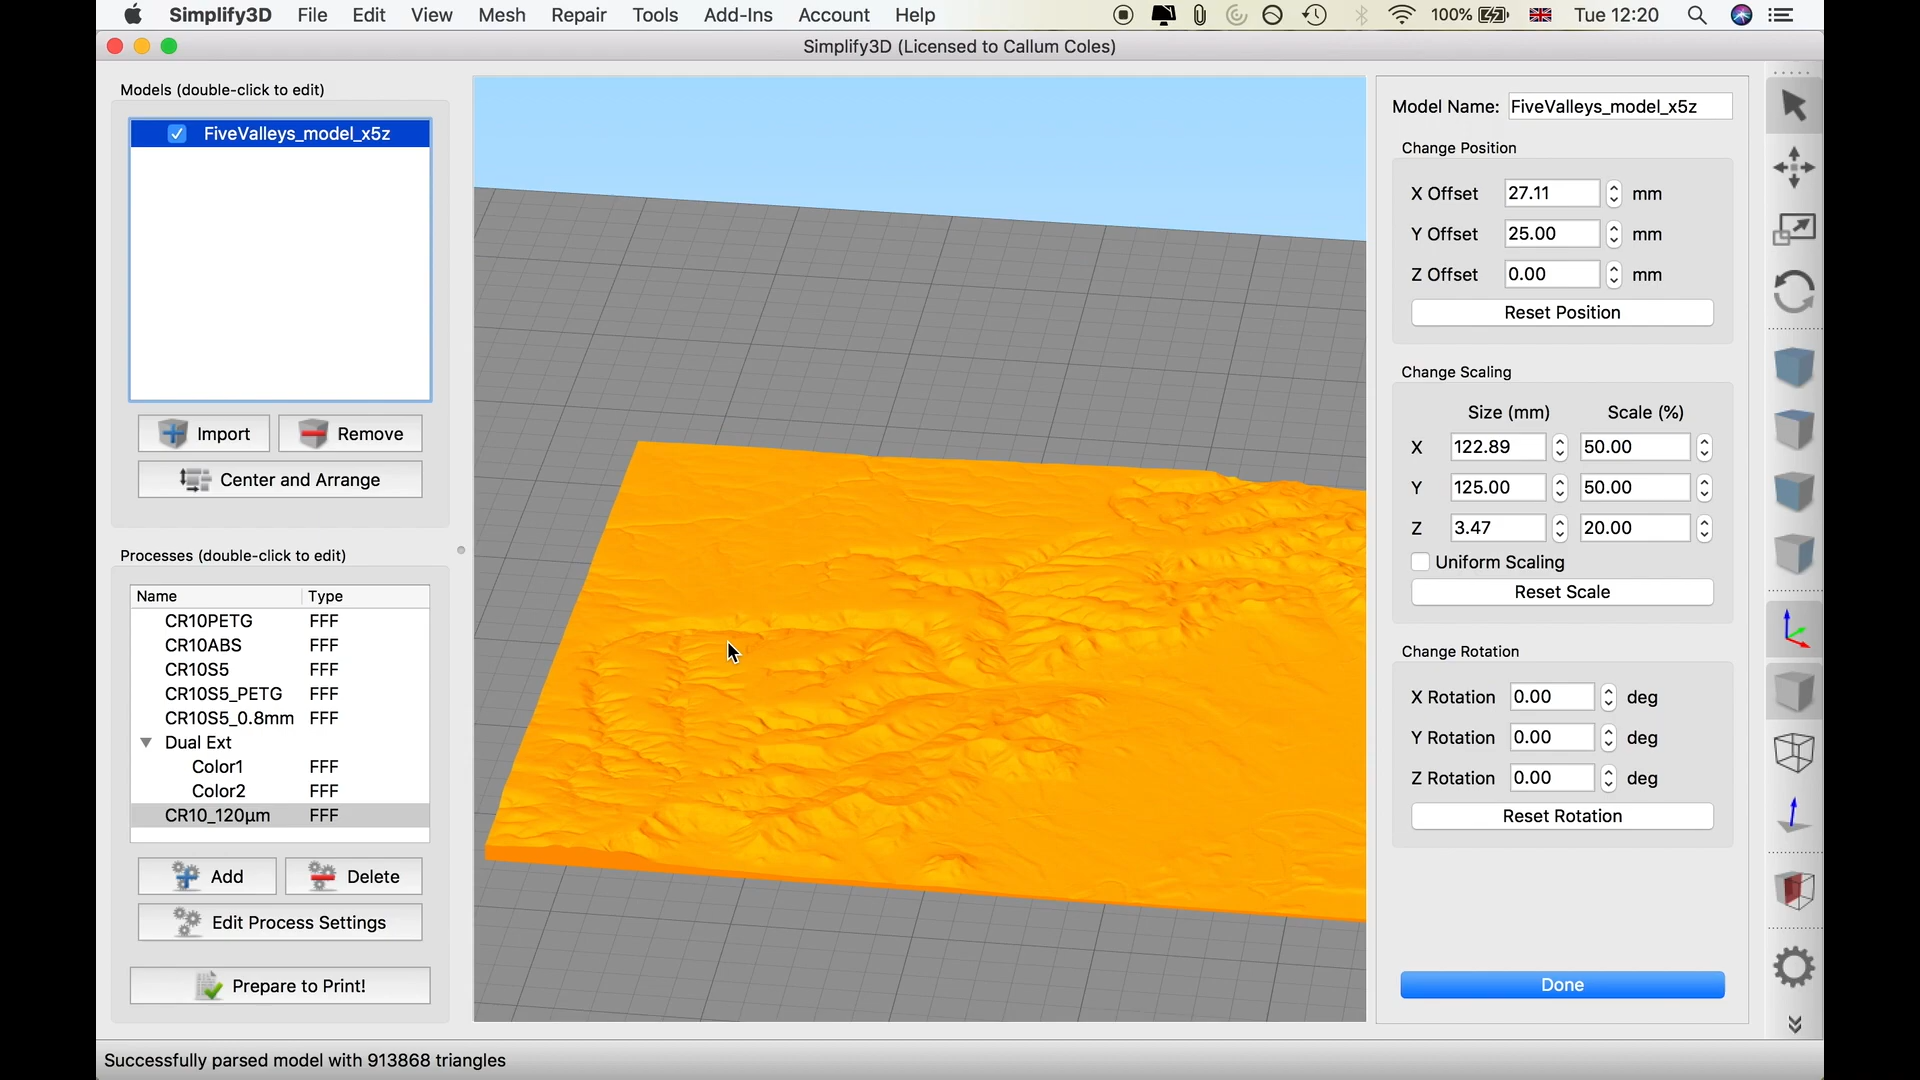 Simplify3D File Edit View Mesh Repair Tools Add-Ins Account Help 100% Tue 12:20
Simplify3D (Licensed to Callum Coles)
Models (double-click to edit)
FiveValleys_model_x5z
Import Remove
Center and Arrange
Processes (double-click to edit)
Name Type
CR10PETG FFF
CR10ABS FFF
CR10S5 FFF
CR10S5_PETG FFF
CR10S5_0.8mm FFF
Dual Ext
Color1 FFF
Color2 FFF
CR10_120µm FFF
Add Delete
Edit Process Settings
Prepare to Print!
Model Name: FiveValleys_model_x5z
Change Position
X Offset 27.11 mm
Y Offset 25.00 mm
Z Offset 0.00 mm
Reset Position
Change Scaling
Size (mm) Scale (%)
X 122.89 50.00
Y 125.00 50.00
Z 3.47 20.00
Uniform Scaling
Reset Scale
Change Rotation
X Rotation 0.00 deg
Y Rotation 0.00 deg
Z Rotation 0.00 deg
Reset Rotation
Done
Successfully parsed model with 913868 triangles